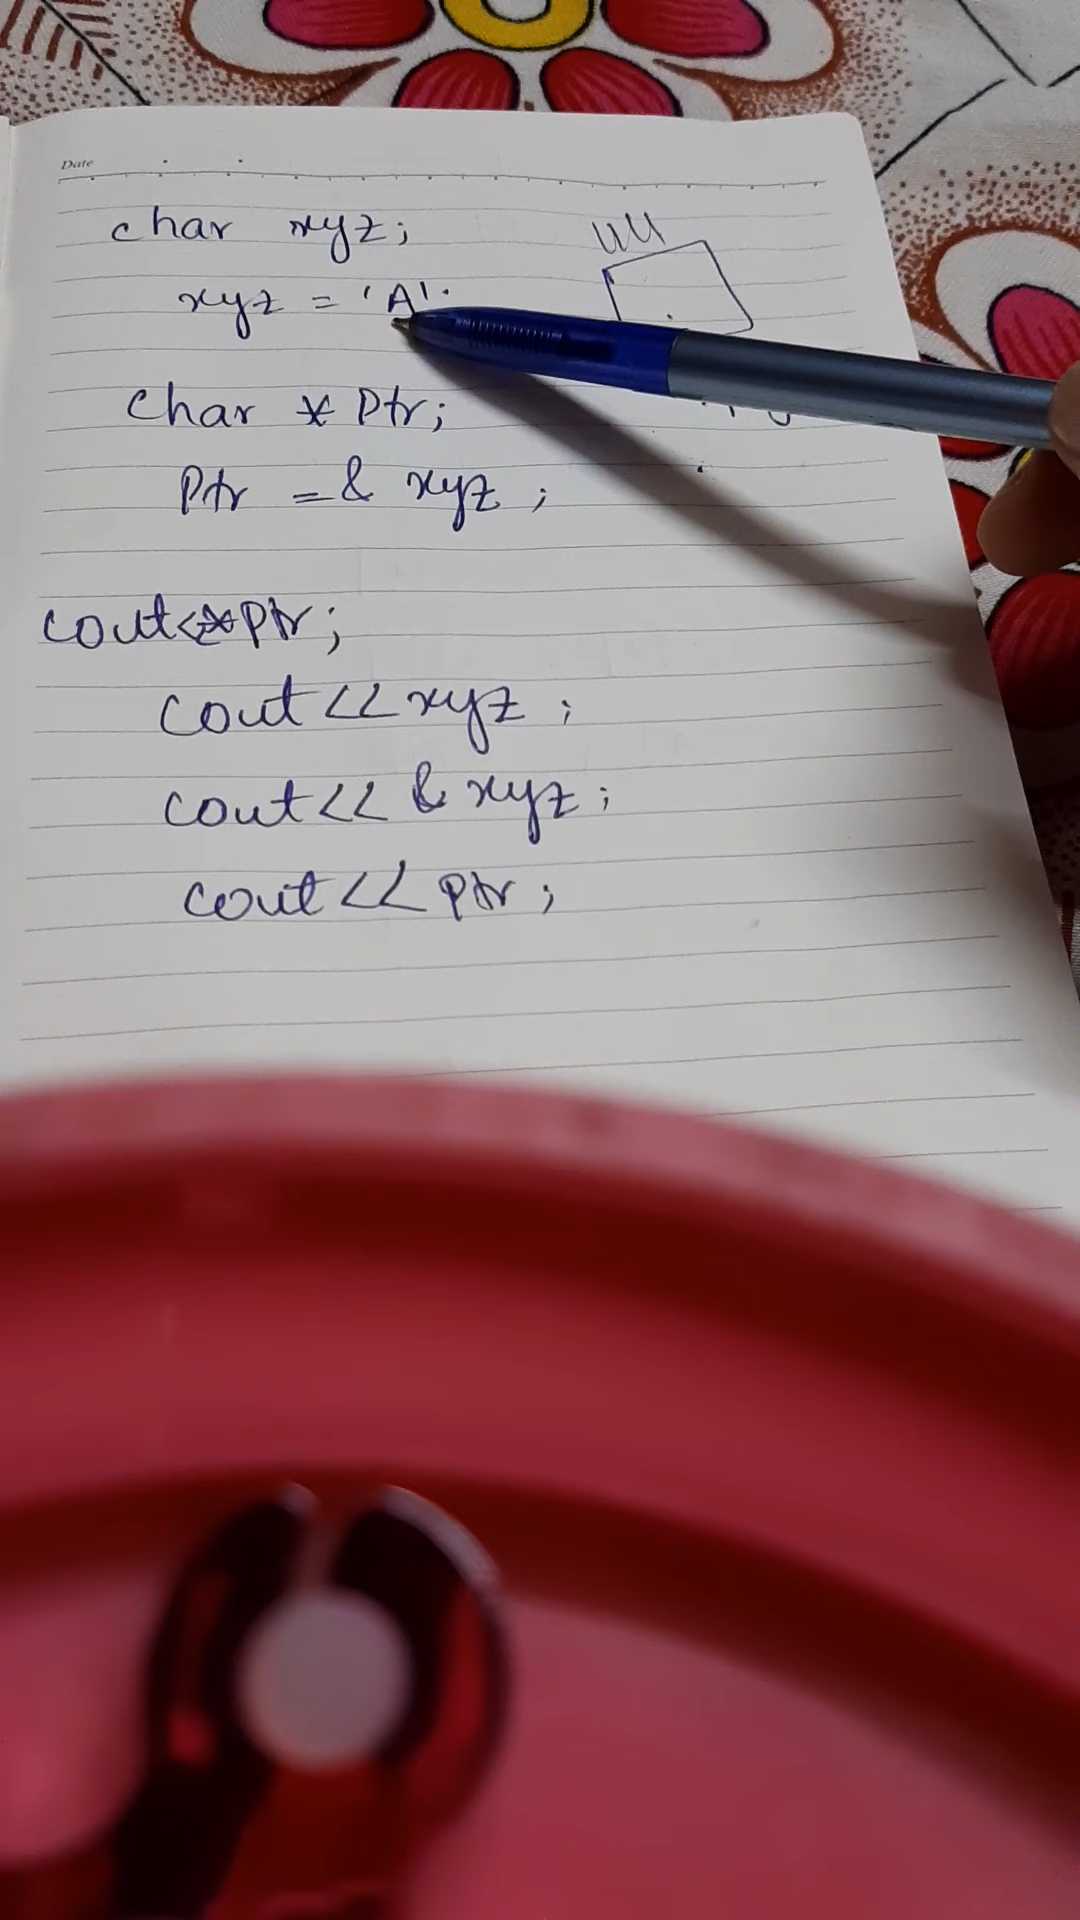 Date
char xyz;
xyz = 'A'.
char * Ptr;
Ptr = & xyz ;
cout<<*Ptr;
cout << xyz ;
cout << & xyz ;
cout << ptr ;